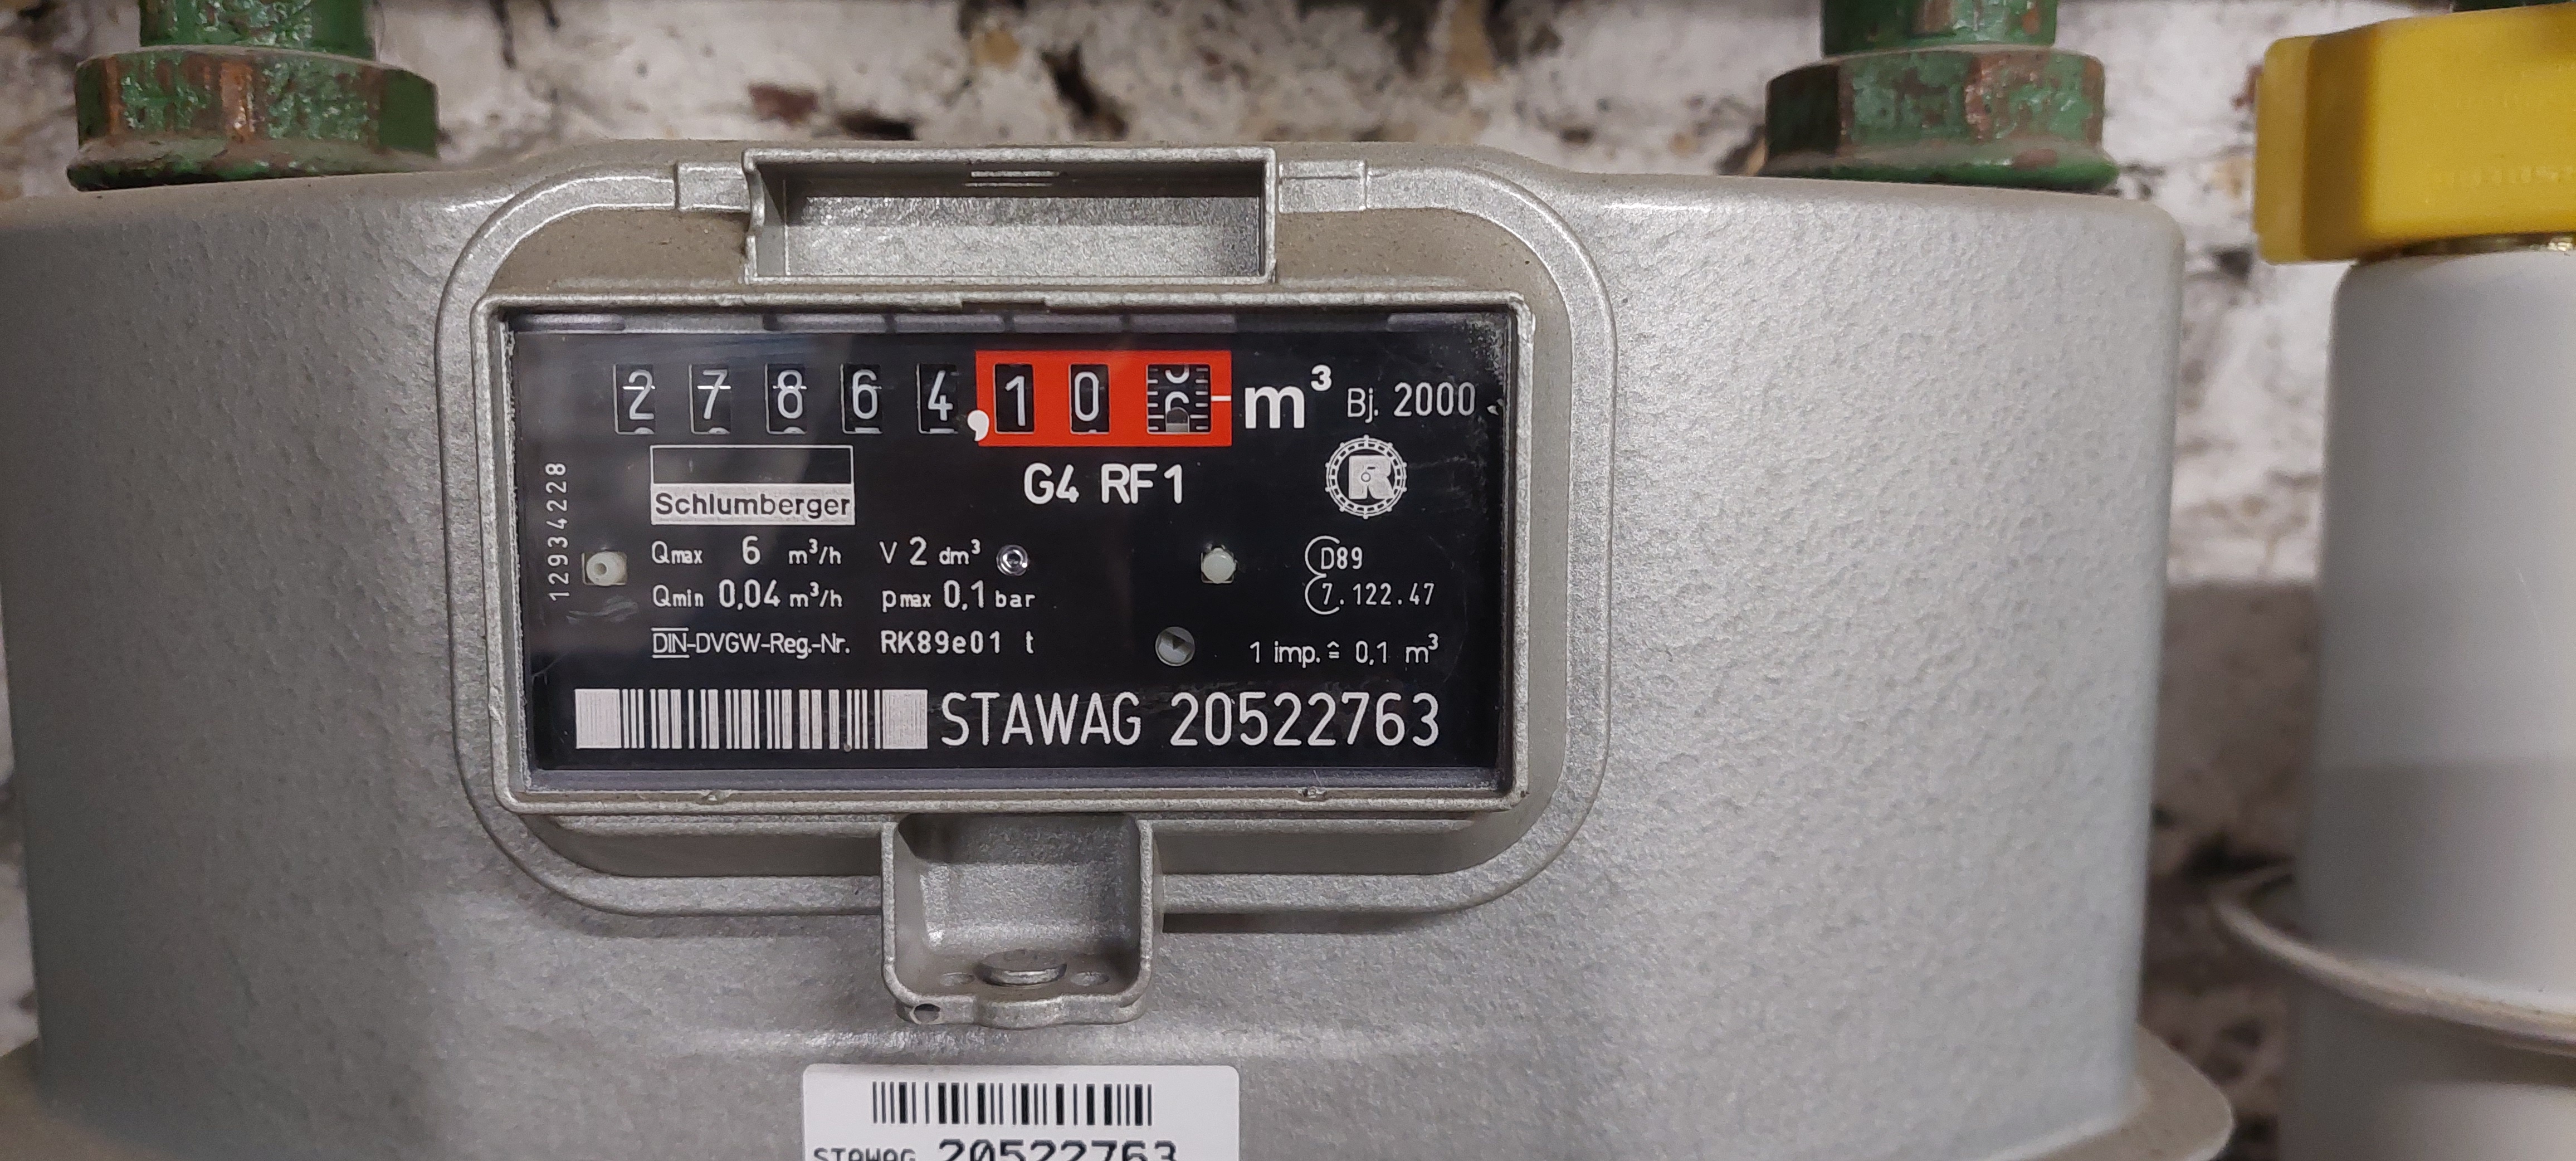 27864,10 m³ Bj. 2000
Schlumberger
G4 RF1
R
12934228
Qmax 6 m³/h V 2 dm³
Qmin 0,04 m³/h pmax 0,1 bar
D89
7.122.47
DIN-DVGW-Reg.-Nr. RK89e01 t
1 imp. ≙ 0,1 m³
STAWAG 20522763
STAWAG 20522763